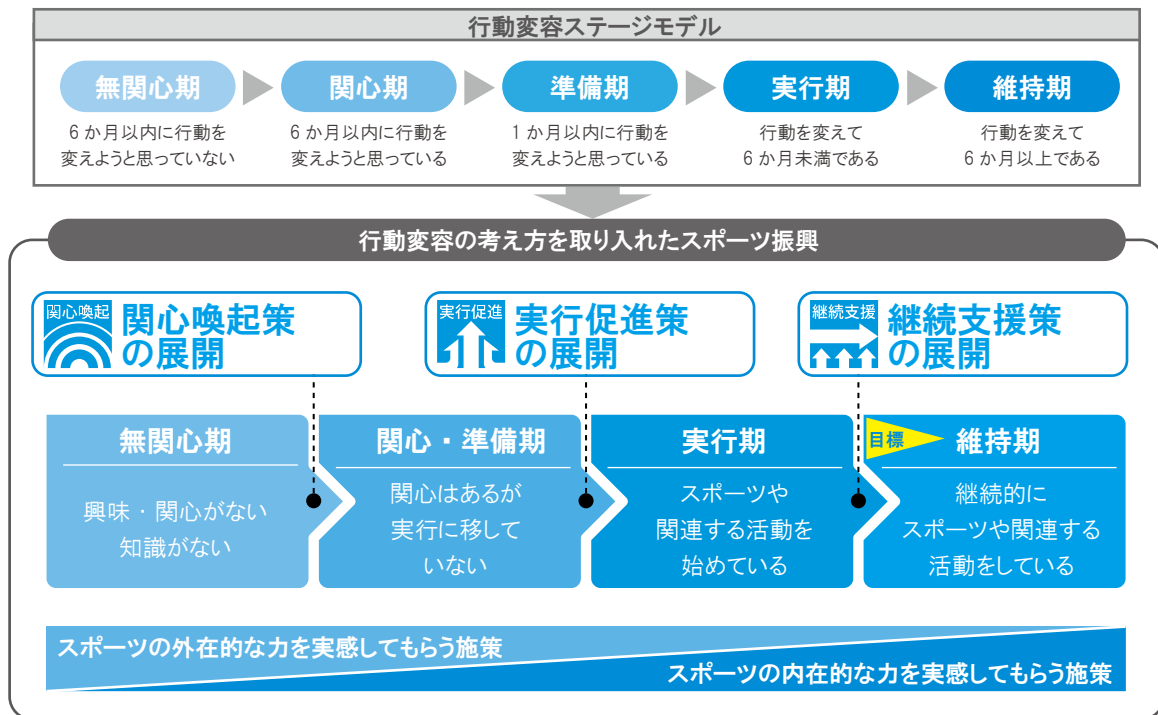 行動変容ステージモデル
無関心期
関心期
準備期
実行期
維持期
6か月以内に行動を
変えようと思っていない
6か月以内に行動を
変えようと思っている
1か月以内に行動を
変えようと思っている
行動を変えて
6か月未満である
行動を変えて
6か月以上である
行動変容の考え方を取り入れたスポーツ振興
関心喚起
関心喚起策
の展開
実行促進
実行促進策
の展開
継続支援
継続支援策
の展開
無関心期
興味・関心がない
知識がない
関心・準備期
関心はあるが
実行に移して
いない
実行期
スポーツや
関連する活動を
始めている
目標
維持期
継続的に
スポーツや関連する
活動をしている
スポーツの外在的な力を実感してもらう施策
スポーツの内在的な力を実感してもらう施策